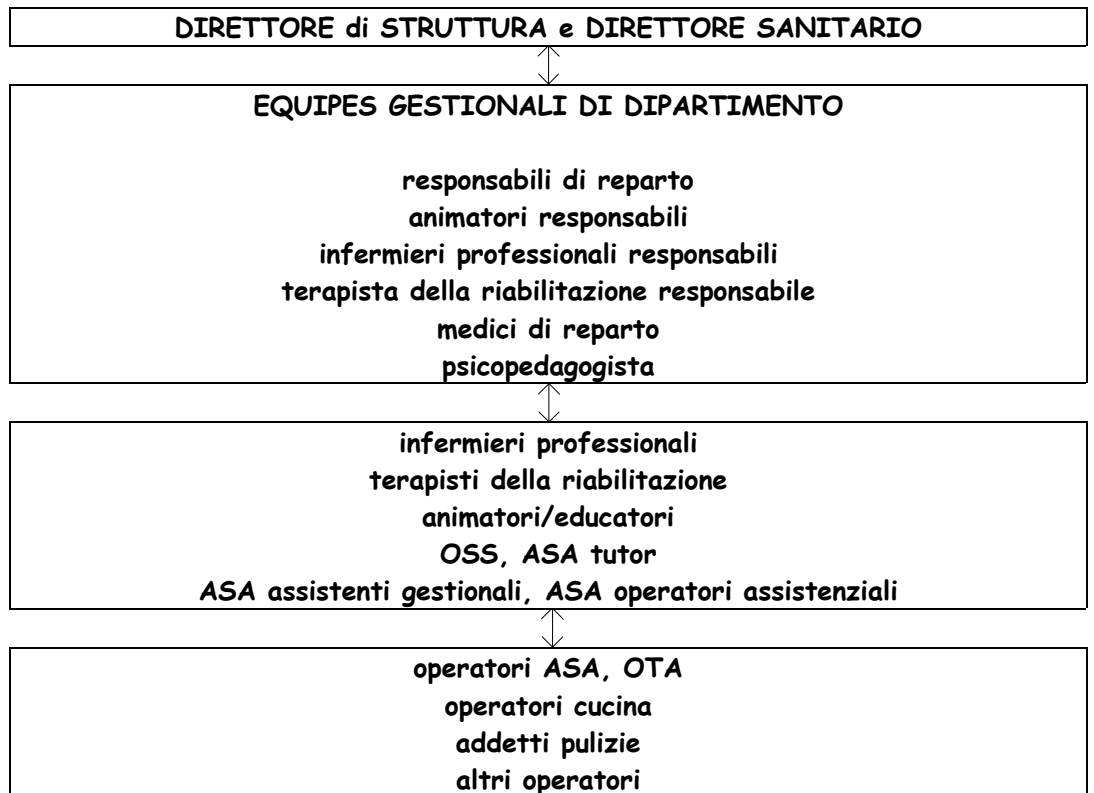 DIRETTORE di STRUTTURA e DIRETTORE SANITARIO
EQUIPES GESTIONALI DI DIPARTIMENTO
responsabili di reparto
animatori responsabili
infermieri professionali responsabili
terapista della riabilitazione responsabile
medici di reparto
psicopedagogista
infermieri professionali
terapisti della riabilitazione
animatori/educatori
OSS, ASA tutor
ASA assistenti gestionali, ASA operatori assistenziali
operatori ASA, OTA
operatori cucina
addetti pulizie
altri operatori